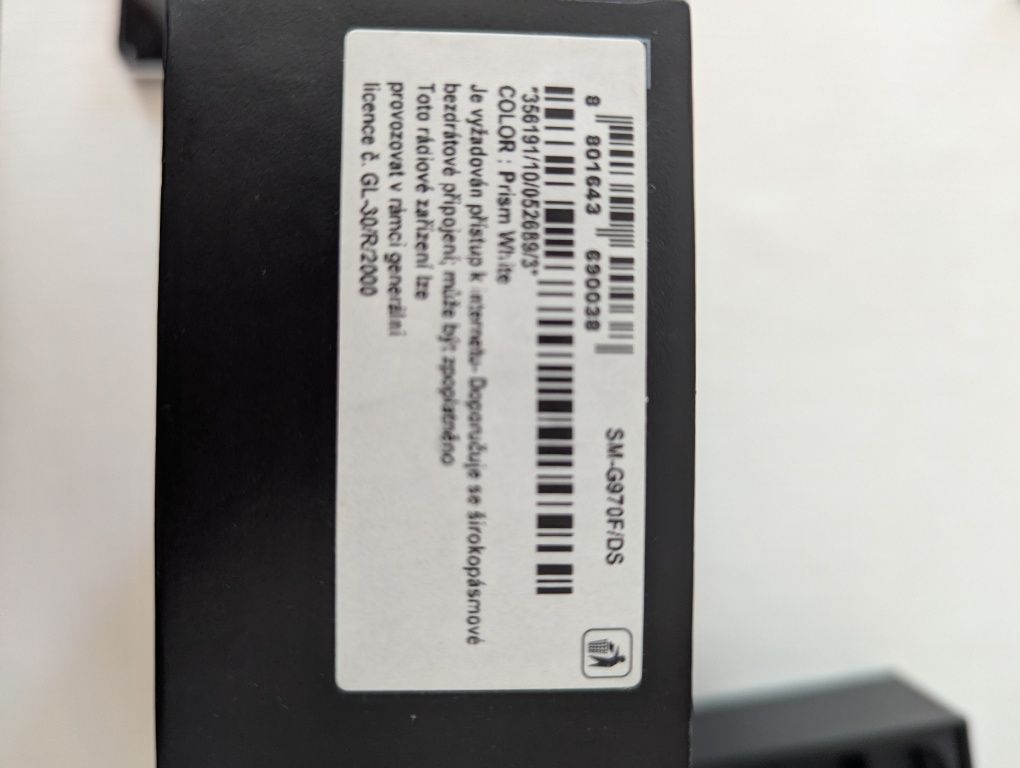 SM-G970F/DS
8 801643 690038
*356191/10/052689/3*
COLOR : Prism White
Je vyžadován přístup k internetu- Doporučuje se širokopásmové
bezdrátové připojení; může být zpoplatněno
Toto rádiové zařízení lze
provozovat v rámci generální
licence č. GL-30/R/2000